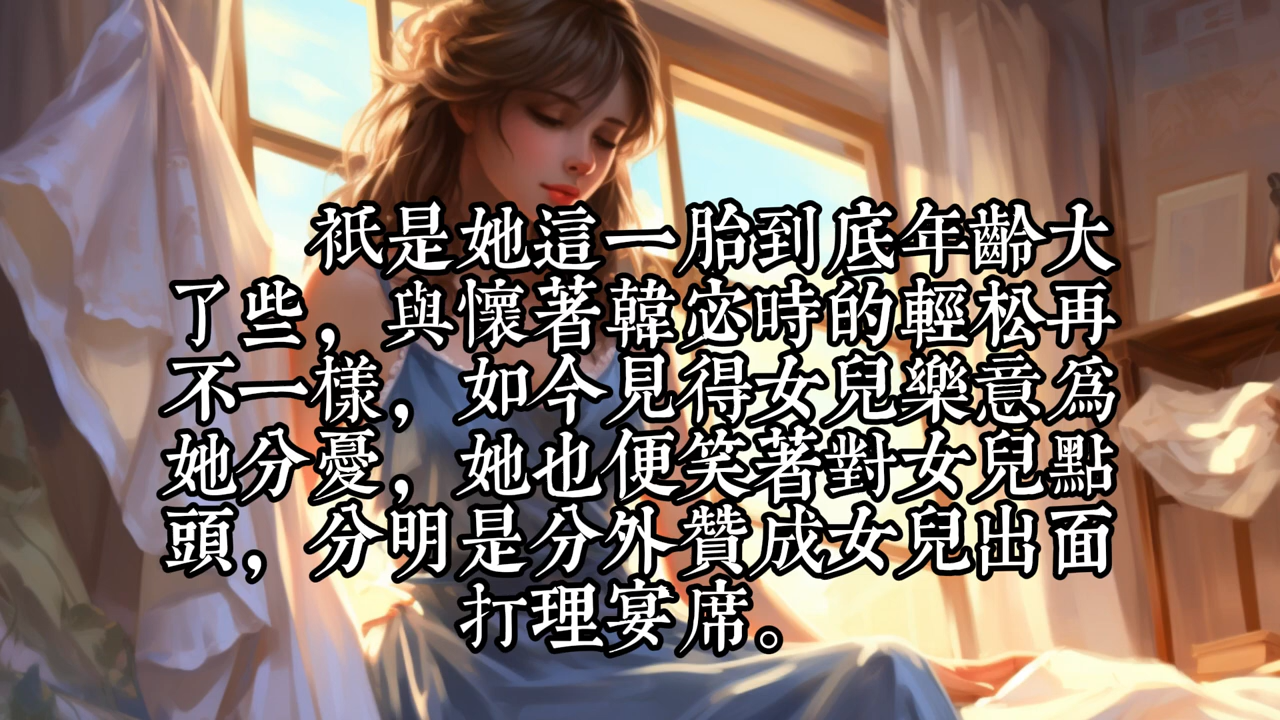 祇是她這一胎到底年齡大
了些，與懷著韓宓時的輕松再
不一樣，如今見得女兒樂意爲
她分憂，她也便笑著對女兒點
頭，分明是分外贊成女兒出面
打理宴席。